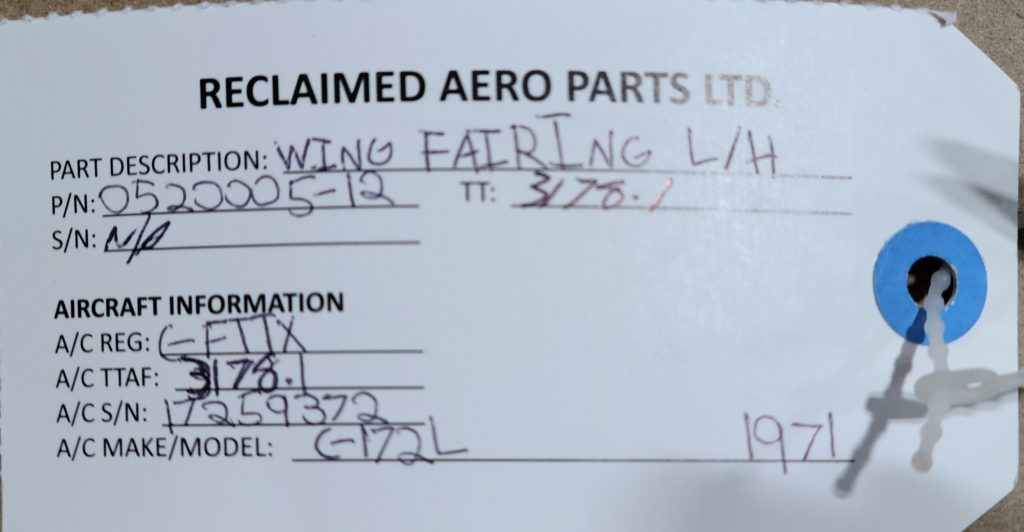 RECLAIMED AERO PARTS LTD.
PART DESCRIPTION: WING FAIRING L/H
P/N: 0520005-12 TT: 3178.1
S/N: N/A
AIRCRAFT INFORMATION
A/C REG: C-FTTX
A/C TTAF: 3178.1
A/C S/N: 17259372
A/C MAKE/MODEL: C-172L 1971